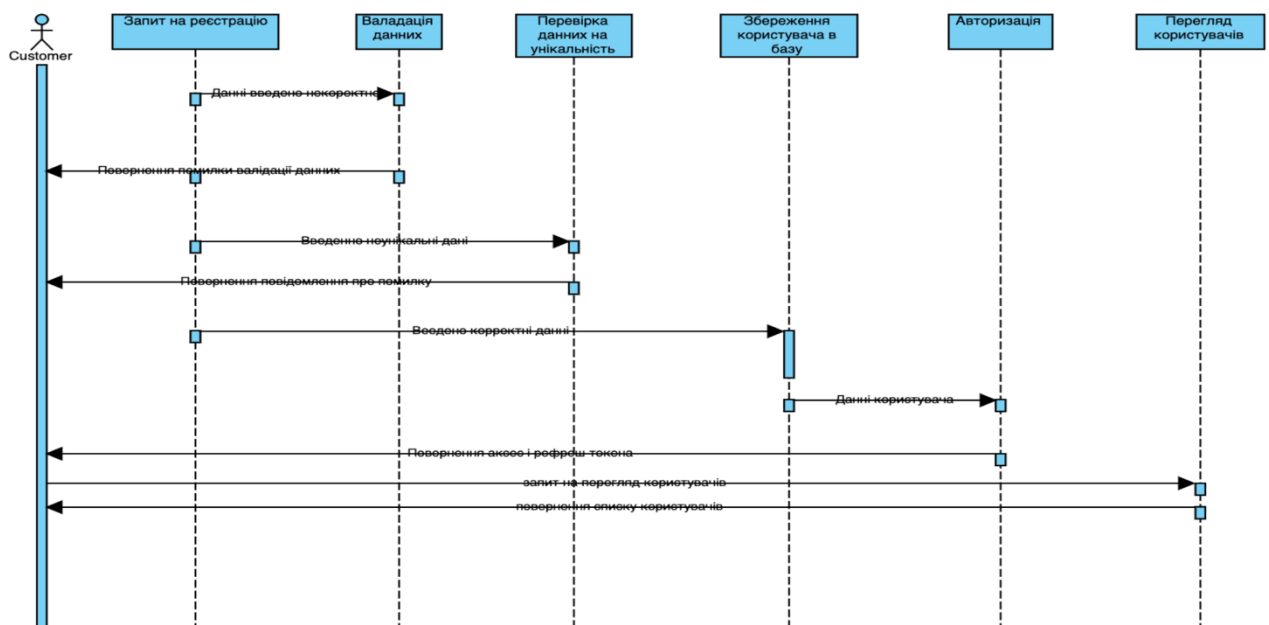 Customer
Запит на реєстрацію
Валадація
данних
Перевірка
данних на
унікальність
Збереження
користувача в
базу
Авторизація
Перегляд
користувачів
Данні введено некоректно
Повернення помилки валідації данних
Введенно неунікальні дані
Повернення повідомлення про помилку
Введено корректні данні
Данні користувача
Повернення аксес і рефреш токена
запит на перегляд користувачів
повернення списку користувачів